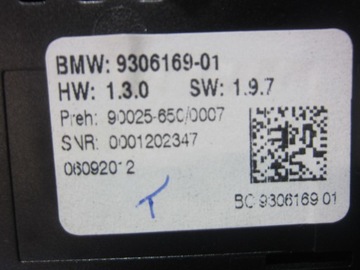 BMW: 9306169-01
HW: 1.3.0 SW: 1.9.7
Preh: 90025-650/0007
SNR: 0001202347
06092012
T
BC 9306169 01